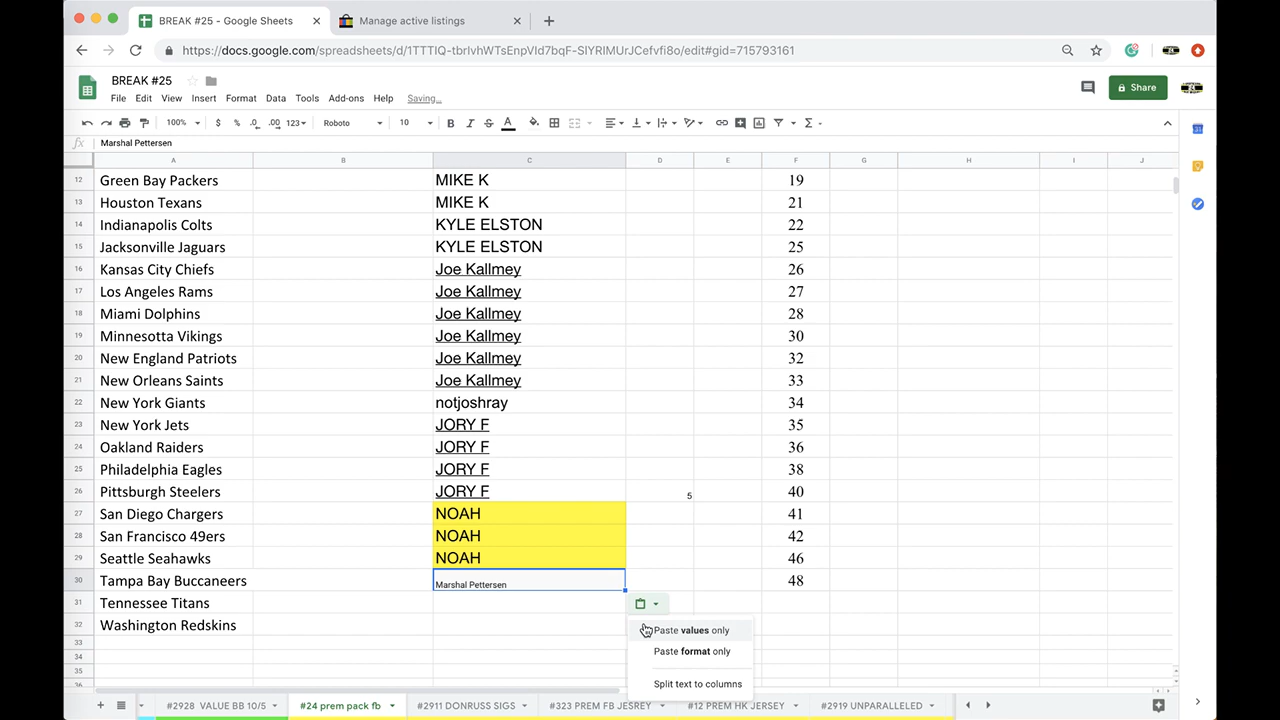 BREAK #25 - Google Sheets
Manage active listings
https://docs.google.com/spreadsheets/d/1TTTIQ-tbrIvhWTsEnpVId7bqF-SIYRIMUrJCefvfi8o/edit#gid=715793161
BREAK #25
File Edit View Insert Format Data Tools Add-ons Help Saving...
Share
100% $ % .0 .00 123 Roboto 10 B I S A
fx Marshal Pettersen
A B C D E F G H I J
12 Green Bay Packers MIKE K 19
13 Houston Texans MIKE K 21
14 Indianapolis Colts KYLE ELSTON 22
15 Jacksonville Jaguars KYLE ELSTON 25
16 Kansas City Chiefs Joe Kallmey 26
17 Los Angeles Rams Joe Kallmey 27
18 Miami Dolphins Joe Kallmey 28
19 Minnesotta Vikings Joe Kallmey 30
20 New England Patriots Joe Kallmey 32
21 New Orleans Saints Joe Kallmey 33
22 New York Giants notjoshray 34
23 New York Jets JORY F 35
24 Oakland Raiders JORY F 36
25 Philadelphia Eagles JORY F 38
26 Pittsburgh Steelers JORY F 5 40
27 San Diego Chargers NOAH 41
28 San Francisco 49ers NOAH 42
29 Seattle Seahawks NOAH 46
30 Tampa Bay Buccaneers Marshal Pettersen 48
31 Tennessee Titans
32 Washington Redskins
33
Paste values only
34
Paste format only
35
36
Split text to columns
#2928 VALUE BB 10/5 #24 prem pack fb #2911 DONRUSS SIGS #323 PREM FB JESREY #12 PREM HK JERSEY #2919 UNPARALLELED